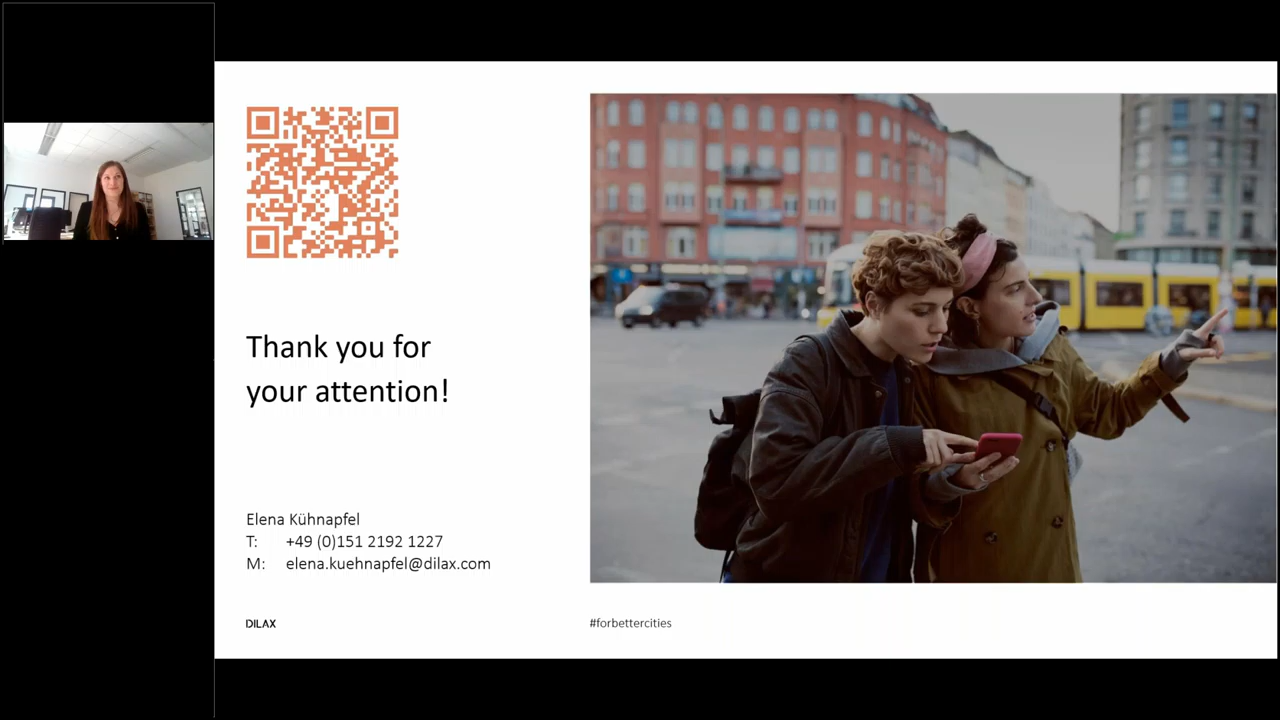 Thank you for
your attention!
Elena Kühnapfel
T: +49 (0)151 2192 1227
M: elena.kuehnapfel@dilax.com
DILAX
#forbettercities